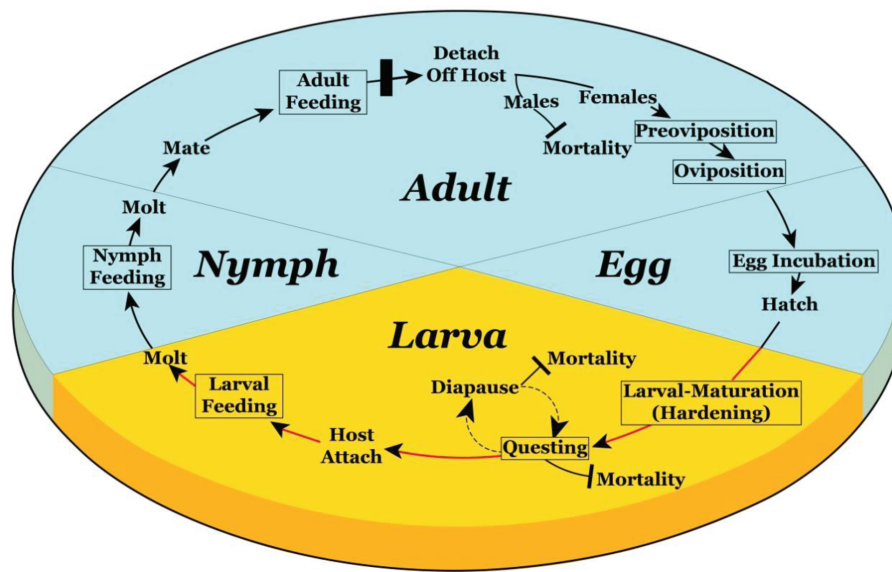 Detach
Off Host
Adult
Feeding
Males
Females
Mate
Mortality
Preoviposition
Oviposition
Adult
Molt
Nymph
Feeding
Nymph
Egg
Egg Incubation
Hatch
Larva
Molt
Mortality
Diapause
Larval
Feeding
Larval-Maturation
(Hardening)
Host
Attach
Questing
Mortality